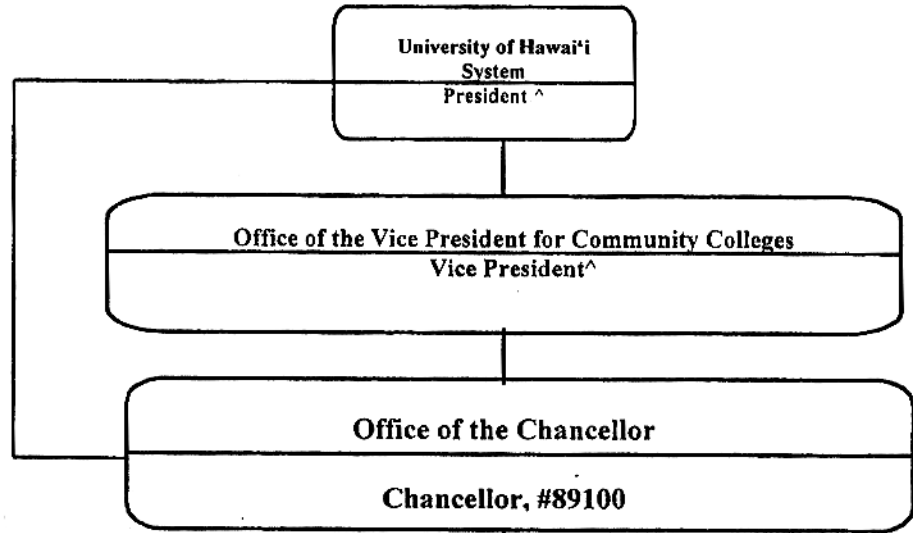 University of Hawai‘i
System
President ^
Office of the Vice President for Community Colleges
Vice President^
Office of the Chancellor
Chancellor, #89100